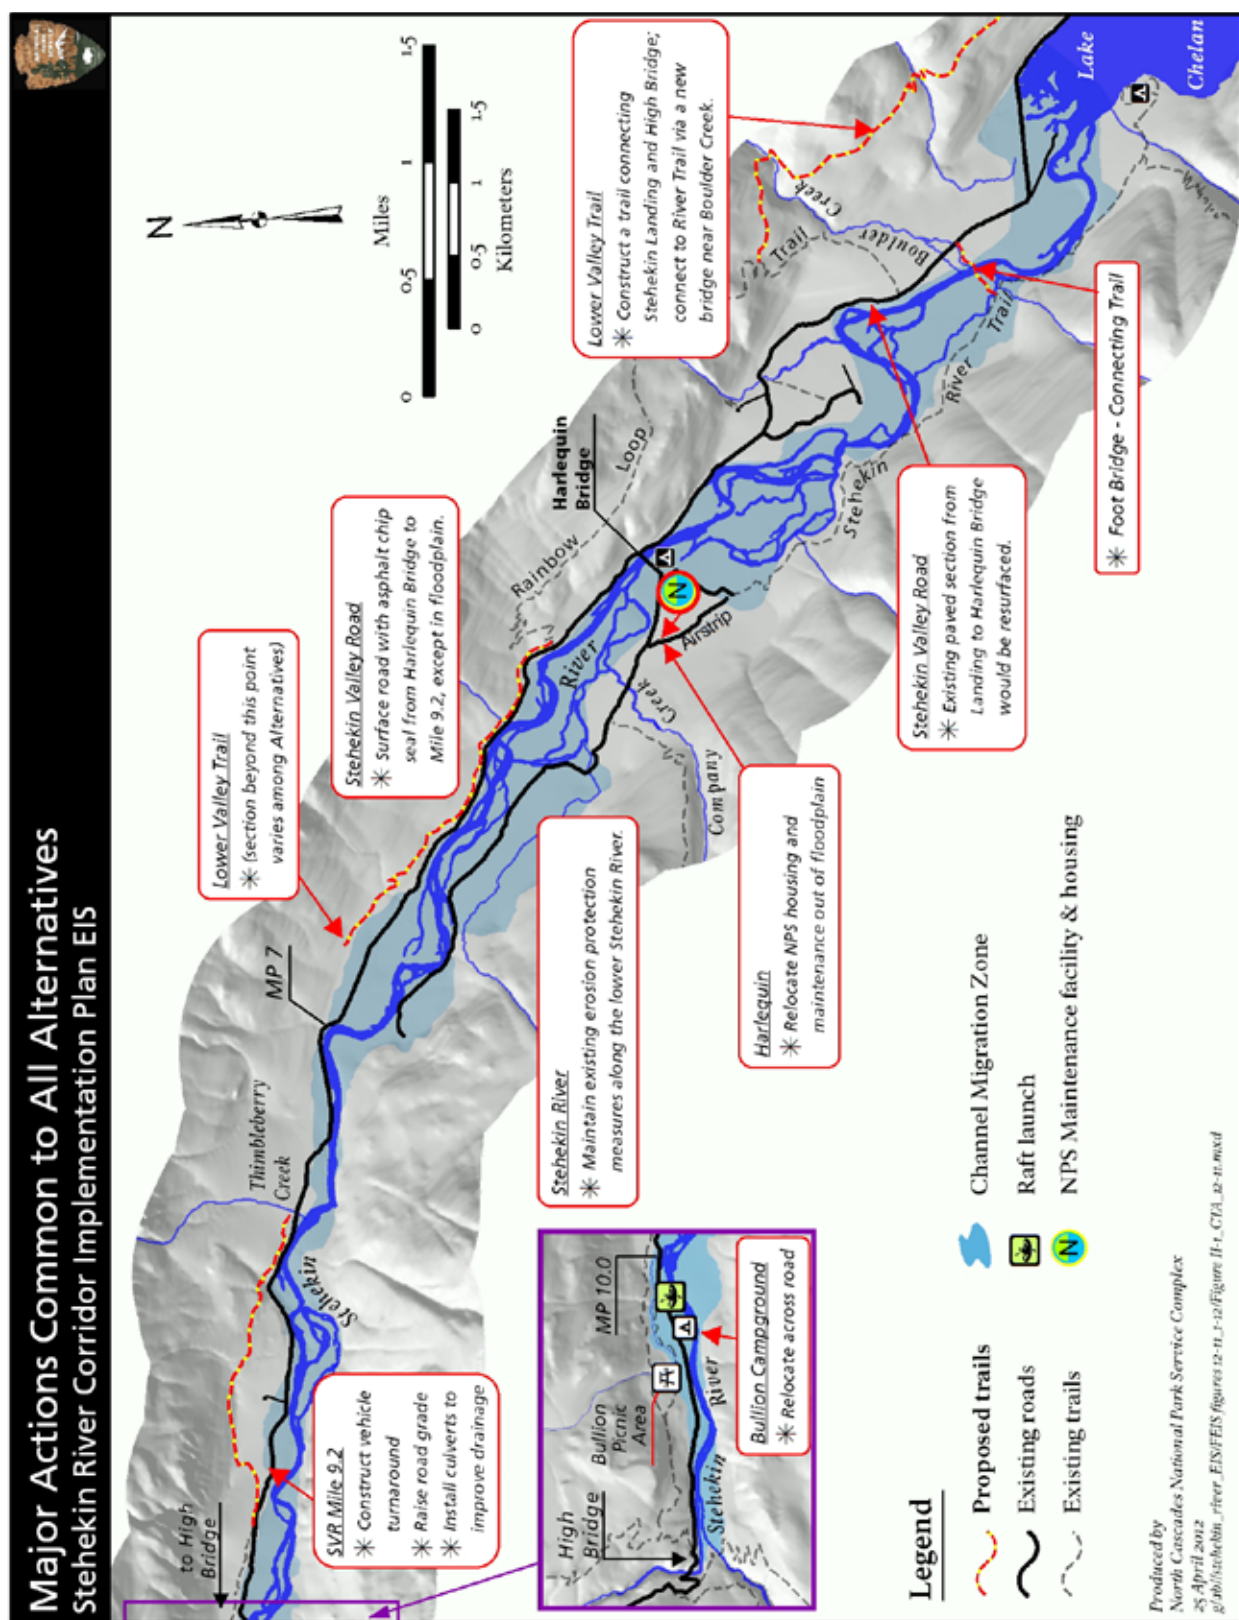 Major Actions Common to All Alternatives
Stehekin River Corridor Implementation Plan EIS
to High
Bridge
SVR Mile 9.2
✳ Construct vehicle
turnaround
✳ Raise road grade
✳ Install culverts to
improve drainage
Stehekin
Thimbleberry
Creek
MP 7
Lower Valley Trail
✳ (section beyond this point
varies among Alternatives)
Stehekin Valley Road
✳ Surface road with asphalt chip
seal from Harlequin Bridge to
Mile 9.2, except in floodplain.
N
Miles
0
0.5
1
1.5
0
0.5
1
1.5
Kilometers
Rainbow
Loop
Trail
Harlequin
Bridge
River
Lower Valley Trail
✳ Construct a trail connecting
Stehekin Landing and High Bridge;
connect to River Trail via a new
bridge near Boulder Creek.
Boulder
Creek
Lake
Chelan
Stehekin
River
Trail
N
Airstrip
Company
Creek
Stehekin River
✳ Maintain existing erosion protection
measures along the lower Stehekin River.
Harlequin
✳ Relocate NPS housing and
maintenance out of floodplain
Stehekin Valley Road
✳ Existing paved section from
Landing to Harlequin Bridge
would be resurfaced.
✳ Foot Bridge - Connecting Trail
High
Bridge
Bullion
Picnic
Area
MP 10.0
Stehekin
River
Bullion Campground
✳ Relocate across road
Legend
Proposed trails
Existing roads
Existing trails
Channel Migration Zone
Raft launch
N
NPS Maintenance facility & housing
Produced by
North Cascades National Park Service Complex
25 April 2012